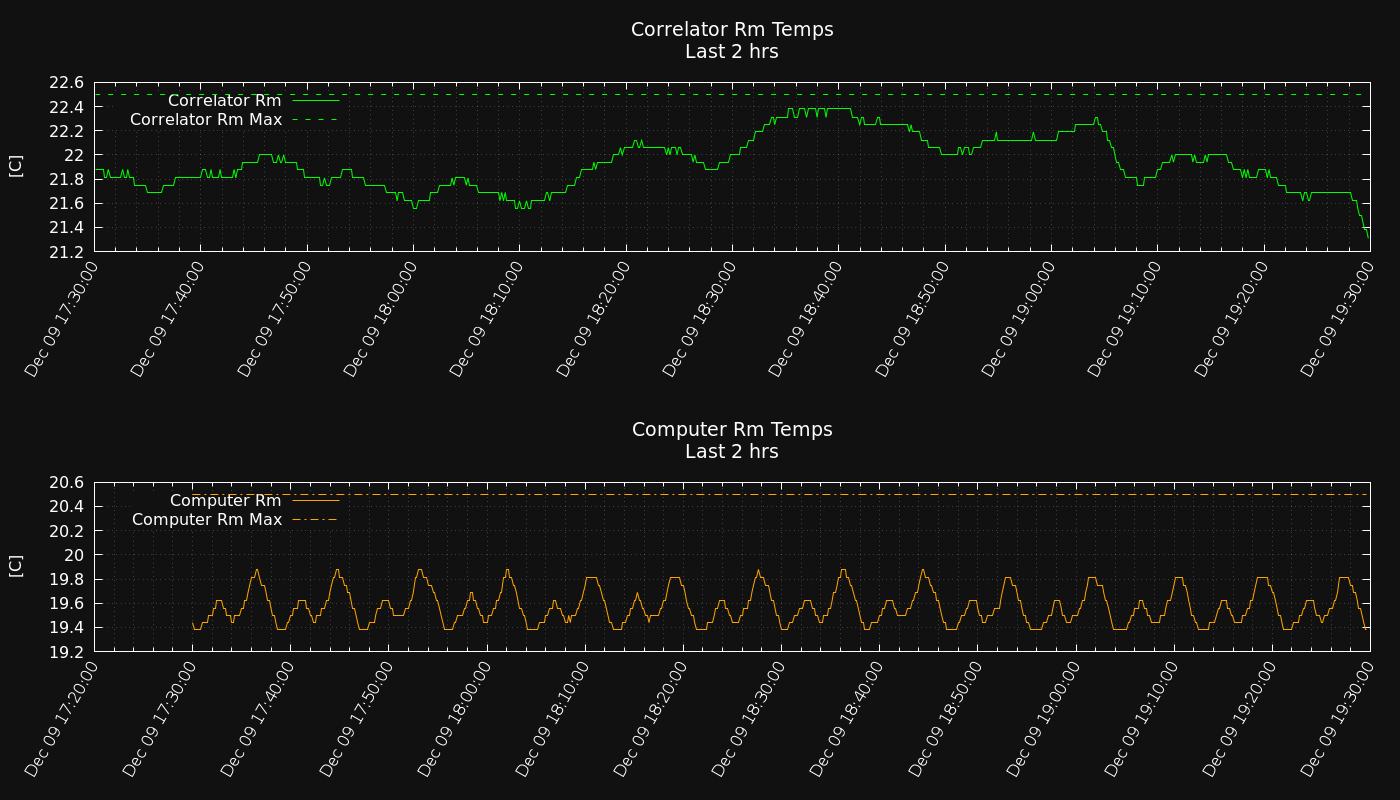 Correlator Rm Temps
Last 2 hrs
22.6
22.4
22.2
22
21.8
21.6
21.4
21.2
[C]
Correlator Rm
Correlator Rm Max
Dec 09 17:30:00
Dec 09 17:40:00
Dec 09 17:50:00
Dec 09 18:00:00
Dec 09 18:10:00
Dec 09 18:20:00
Dec 09 18:30:00
Dec 09 18:40:00
Dec 09 18:50:00
Dec 09 19:00:00
Dec 09 19:10:00
Dec 09 19:20:00
Dec 09 19:30:00
Computer Rm Temps
Last 2 hrs
20.6
20.4
20.2
20
19.8
19.6
19.4
19.2
[C]
Computer Rm
Computer Rm Max
Dec 09 17:20:00
Dec 09 17:30:00
Dec 09 17:40:00
Dec 09 17:50:00
Dec 09 18:00:00
Dec 09 18:10:00
Dec 09 18:20:00
Dec 09 18:30:00
Dec 09 18:40:00
Dec 09 18:50:00
Dec 09 19:00:00
Dec 09 19:10:00
Dec 09 19:20:00
Dec 09 19:30:00